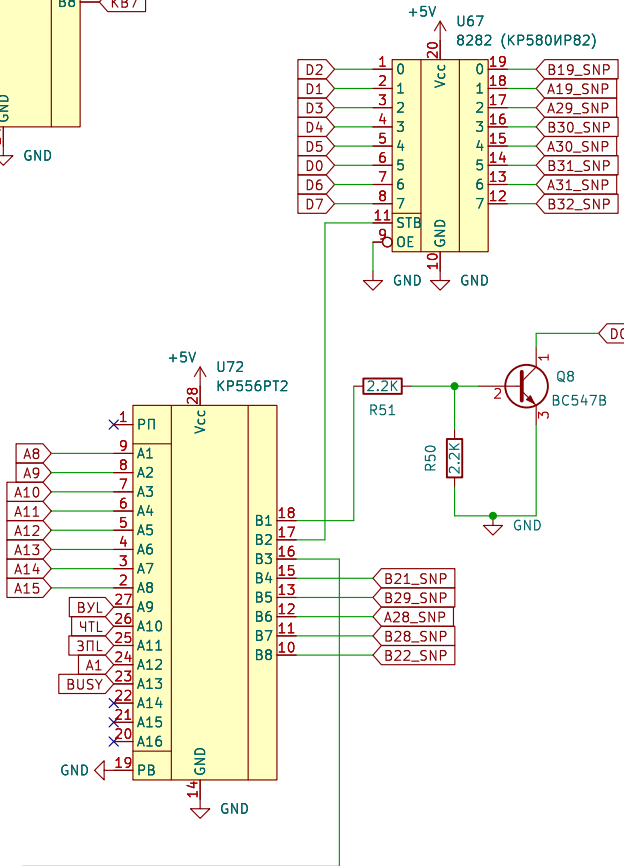 B8 KB7
GND
GND
+5V
U67
8282 (КР580ИР82)
20
Vcc
D2 1 0 0 19 B19_SNP
D1 2 1 1 18 A19_SNP
D3 3 2 2 17 A29_SNP
D4 4 3 3 16 B30_SNP
D5 5 4 4 15 A30_SNP
D0 6 5 5 14 B31_SNP
D6 7 6 6 13 A31_SNP
D7 8 7 7 12 B32_SNP
11 STB
9 OE
GND
10
GND GND
+5V
U72
КР556РТ2
28
Vcc
1 РП
A8 9 A1
A9 8 A2
A10 7 A3
A11 6 A4
A12 5 A5
A13 4 A6
A14 3 A7
A15 2 A8
ВУL 27 A9
ЧТL 26 A10
ЗПL 25 A11
A1 24 A12
BUSY 23 A13
22 A14
21 A15
20 A16
GND 19 РВ
GND
14
GND
B1 18
B2 17
B3 16
B4 15 B21_SNP
B5 13 B29_SNP
B6 12 A28_SNP
B7 11 B28_SNP
B8 10 B22_SNP
2.2K
R51
R50
2.2K
1
2
3
Q8
BC547B
GND